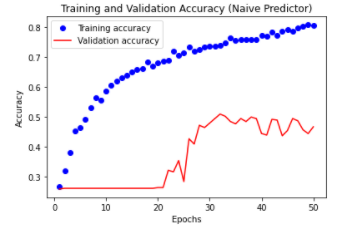 Training and Validation Accuracy (Naive Predictor)
Training accuracy
Validation accuracy
Accuracy
0.8
0.7
0.6
0.5
0.4
0.3
0
10
20
30
40
50
Epochs